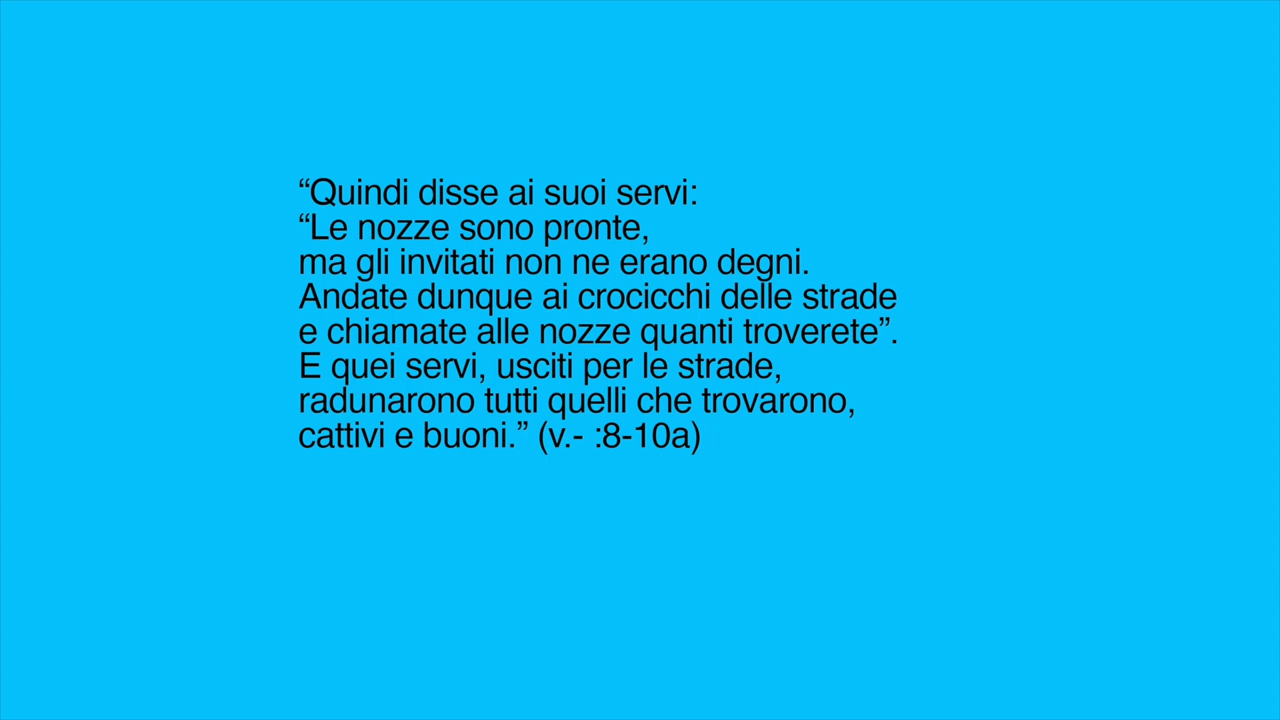 “Quindi disse ai suoi servi:
“Le nozze sono pronte,
ma gli invitati non ne erano degni.
Andate dunque ai crocicchi delle strade
e chiamate alle nozze quanti troverete”.
E quei servi, usciti per le strade,
radunarono tutti quelli che trovarono,
cattivi e buoni.” (v.- :8-10a)